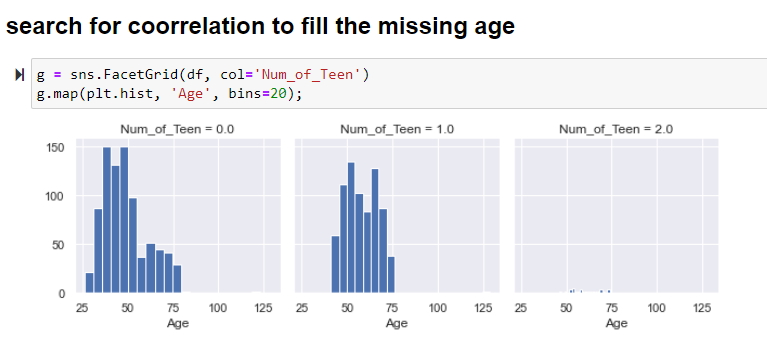 search for coorrelation to fill the missing age
g = sns.FacetGrid(df, col='Num_of_Teen')
g.map(plt.hist, 'Age', bins=20);
Num_of_Teen = 0.0 Num_of_Teen = 1.0 Num_of_Teen = 2.0
150
100
50
0
25 50 75 100 125 25 50 75 100 125 25 50 75 100 125
Age Age Age